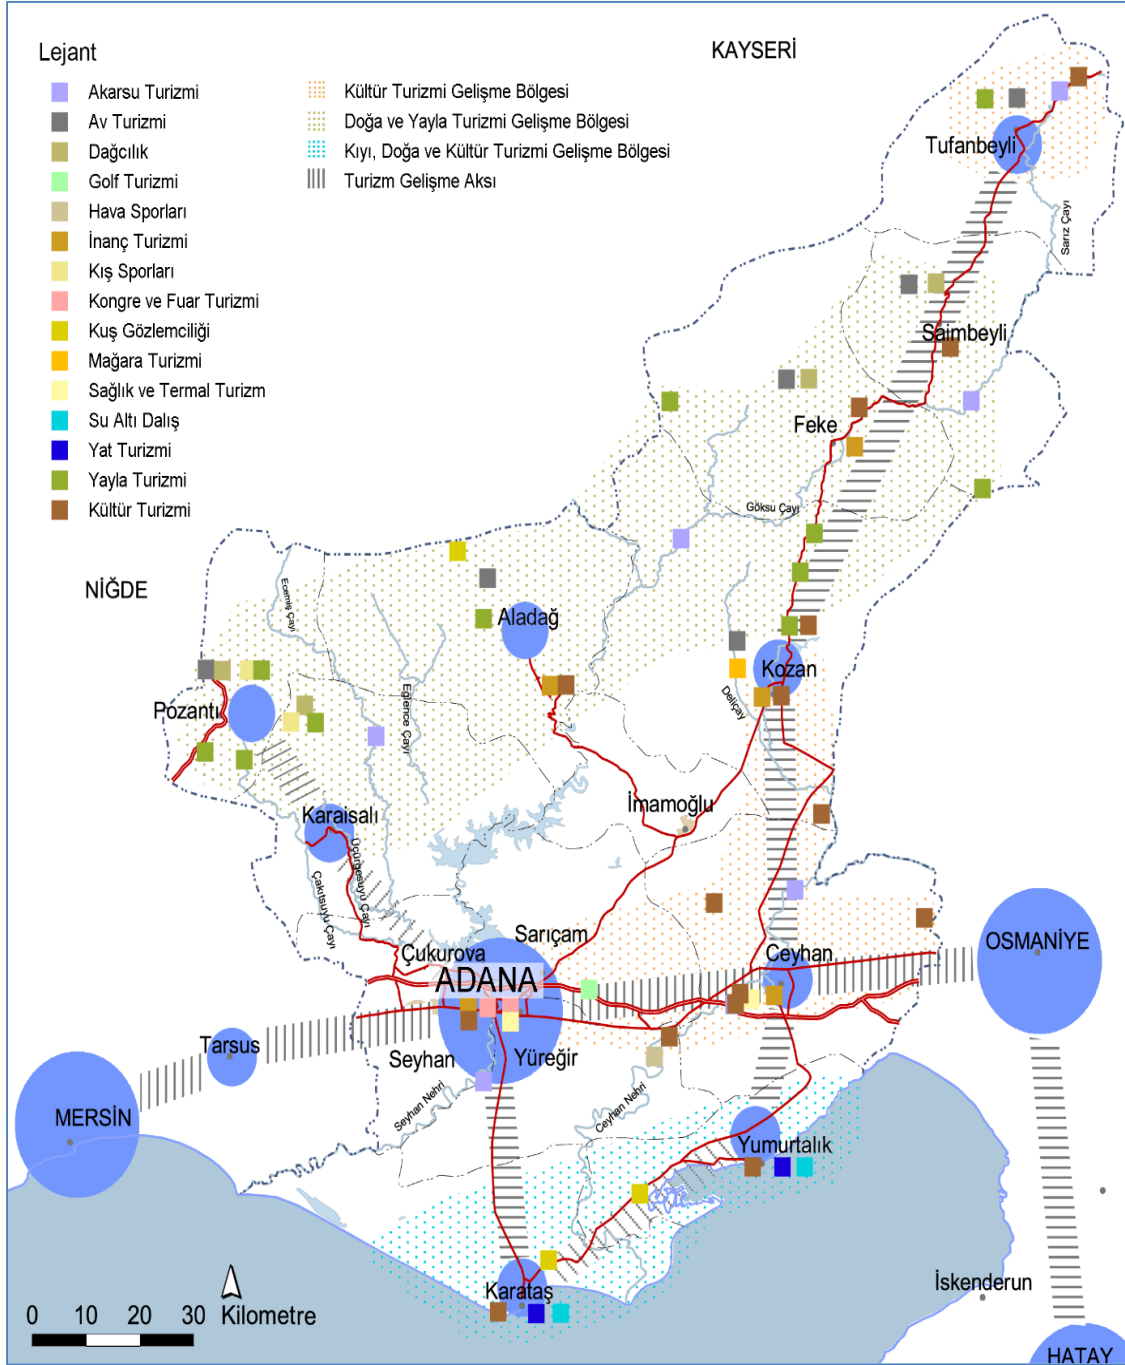 Lejant
Akarsu Turizmi
Av Turizmi
Dağcılık
Golf Turizmi
Hava Sporları
İnanç Turizmi
Kış Sporları
Kongre ve Fuar Turizmi
Kuş Gözlemciliği
Mağara Turizmi
Sağlık ve Termal Turizm
Su Altı Dalış
Yat Turizmi
Yayla Turizmi
Kültür Turizmi
Kültür Turizmi Gelişme Bölgesi
Doğa ve Yayla Turizmi Gelişme Bölgesi
Kıyı, Doğa ve Kültür Turizmi Gelişme Bölgesi
Turizm Gelişme Aksı
KAYSERİ
Tufanbeyli
Sarız Çayı
Saimbeyli
Feke
Göksu Çayı
NİĞDE
Ecemiş Çayı
Aladağ
Kozan
Eğlence Çayı
Deliçay
Pozantı
İmamoğlu
Karaisalı
Üçürgesuyu Çayı
Çakıtsuyu Çayı
Sarıçam
Çukurova
Ceyhan
OSMANİYE
ADANA
Tarsus
Seyhan
Yüreğir
Seyhan Nehri
Ceyhan Nehri
MERSİN
Yumurtalık
Karataş
İskenderun
0 10 20 30 Kilometre
HATAY